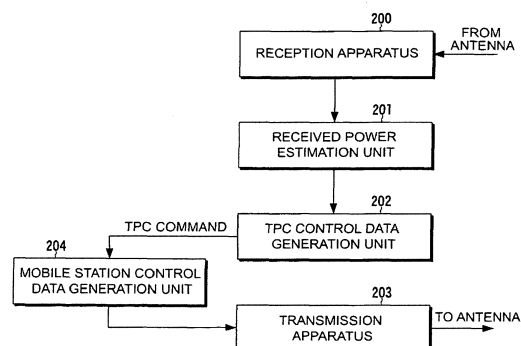 200
RECEPTION APPARATUS
FROM
ANTENNA
201
RECEIVED POWER
ESTIMATION UNIT
202
TPC CONTROL DATA
GENERATION UNIT
TPC COMMAND
204
MOBILE STATION CONTROL
DATA GENERATION UNIT
203
TRANSMISSION
APPARATUS
TO ANTENNA